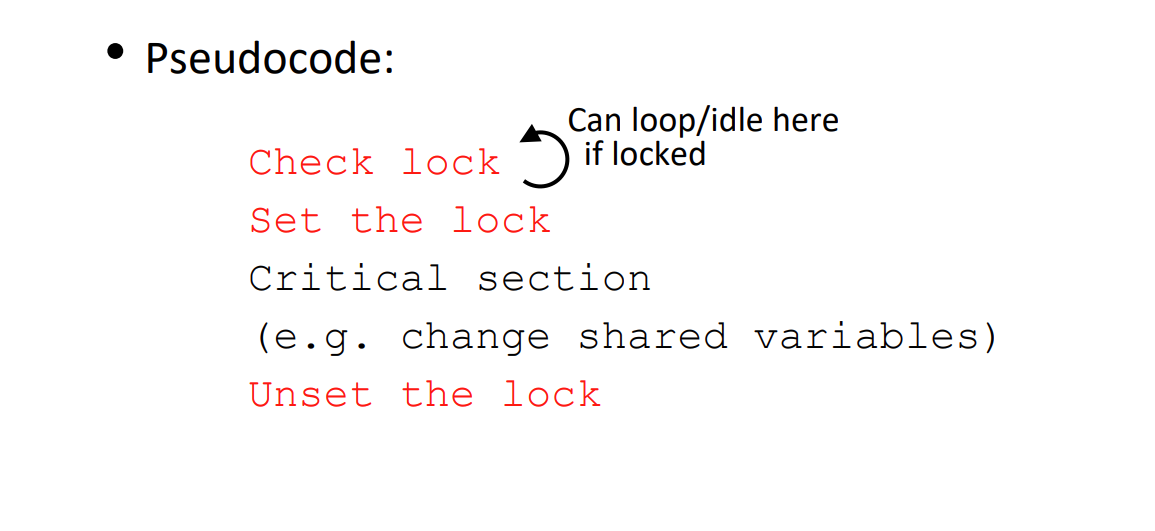 • Pseudocode:
Can loop/idle here
if locked
Check lock
Set the lock
Critical section
(e.g. change shared variables)
Unset the lock